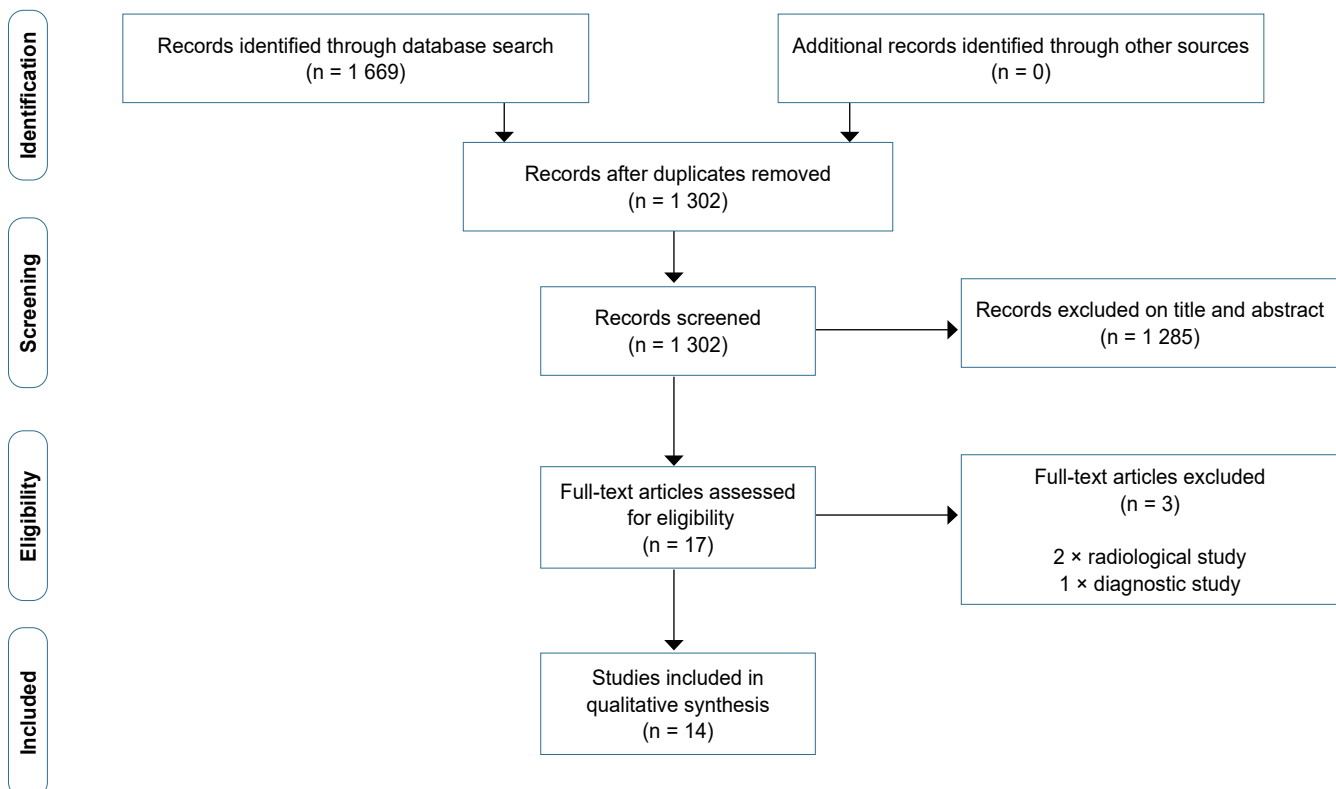 Identification
Records identified through database search
(n = 1 669)
Additional records identified through other sources
(n = 0)
Records after duplicates removed
(n = 1 302)
Screening
Records screened
(n = 1 302)
Records excluded on title and abstract
(n = 1 285)
Eligibility
Full-text articles assessed
for eligibility
(n = 17)
Full-text articles excluded
(n = 3)
2 × radiological study
1 × diagnostic study
Included
Studies included in
qualitative synthesis
(n = 14)